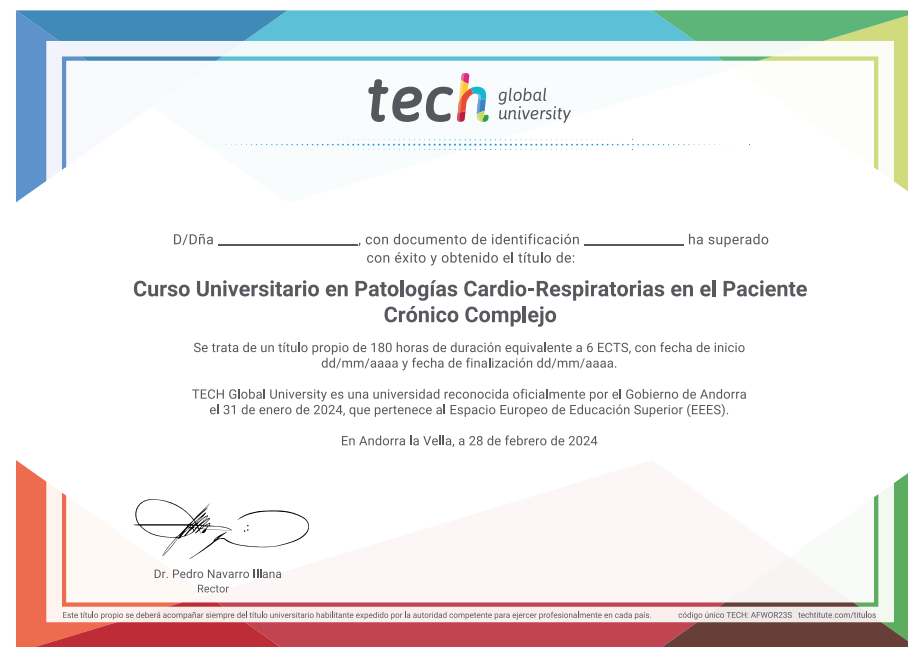 tech global university
D/Dña ____________________, con documento de identificación ______________ ha superado
con éxito y obtenido el título de:
Curso Universitario en Patologías Cardio-Respiratorias en el Paciente
Crónico Complejo
Se trata de un título propio de 180 horas de duración equivalente a 6 ECTS, con fecha de inicio
dd/mm/aaaa y fecha de finalización dd/mm/aaaa.
TECH Global University es una universidad reconocida oficialmente por el Gobierno de Andorra
el 31 de enero de 2024, que pertenece al Espacio Europeo de Educación Superior (EEES).
En Andorra la Vella, a 28 de febrero de 2024
Dr. Pedro Navarro Illana
Rector
Este título propio se deberá acompañar siempre del título universitario habilitante expedido por la autoridad competente para ejercer profesionalmente en cada país. código único TECH: AFWOR23S techtitute.com/titulos